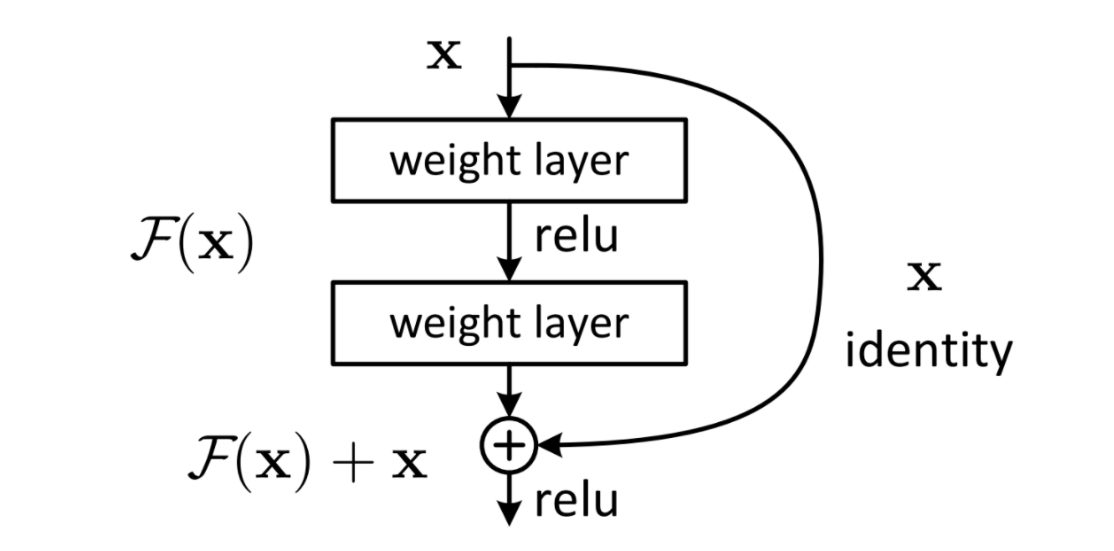 x
weight layer
relu
F(x)
weight layer
x
identity
F(x) + x
relu